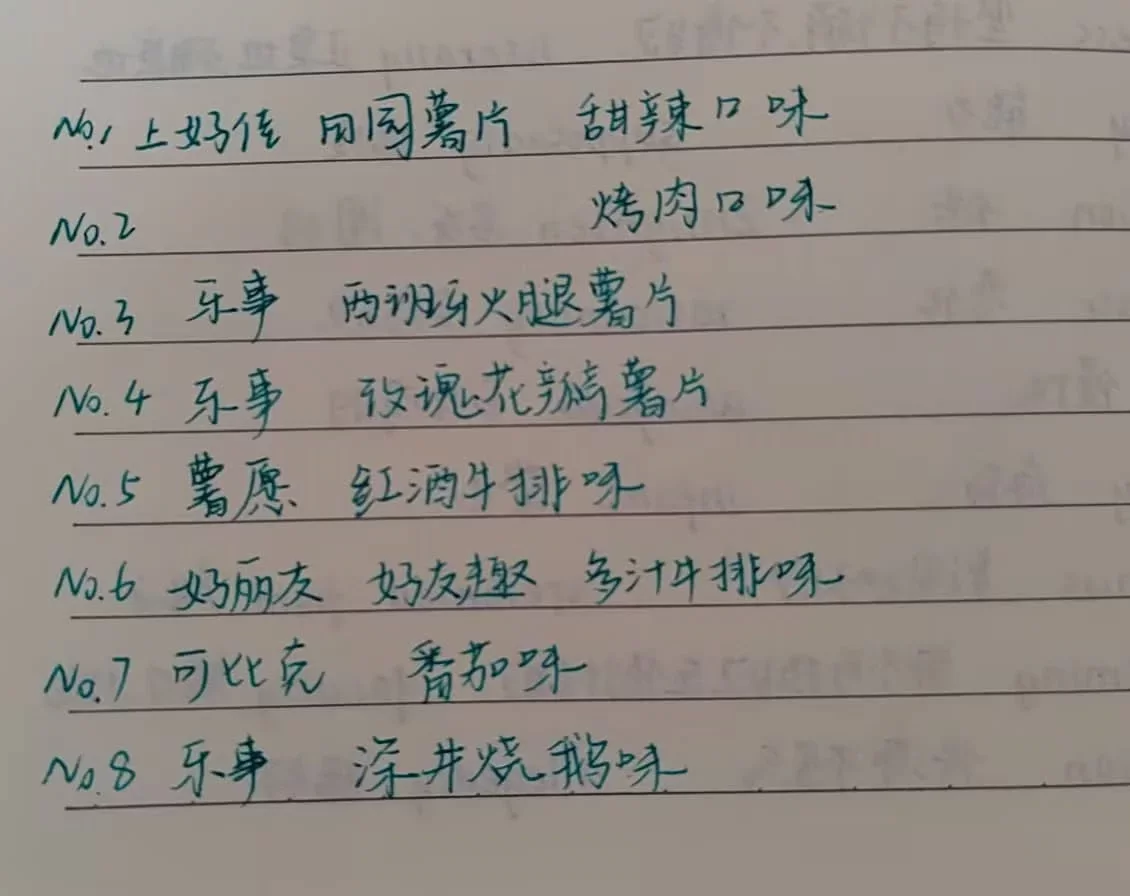 No.1 上好佳 田园薯片 甜辣口味
No.2 烤肉口味
No.3 乐事 西班牙火腿薯片
No.4 乐事 玫瑰花瓣薯片
No.5 薯愿 红酒牛排味
No.6 好丽友 好友趣 多汁牛排味
No.7 可比克 番茄味
No.8 乐事 深井烧鹅味